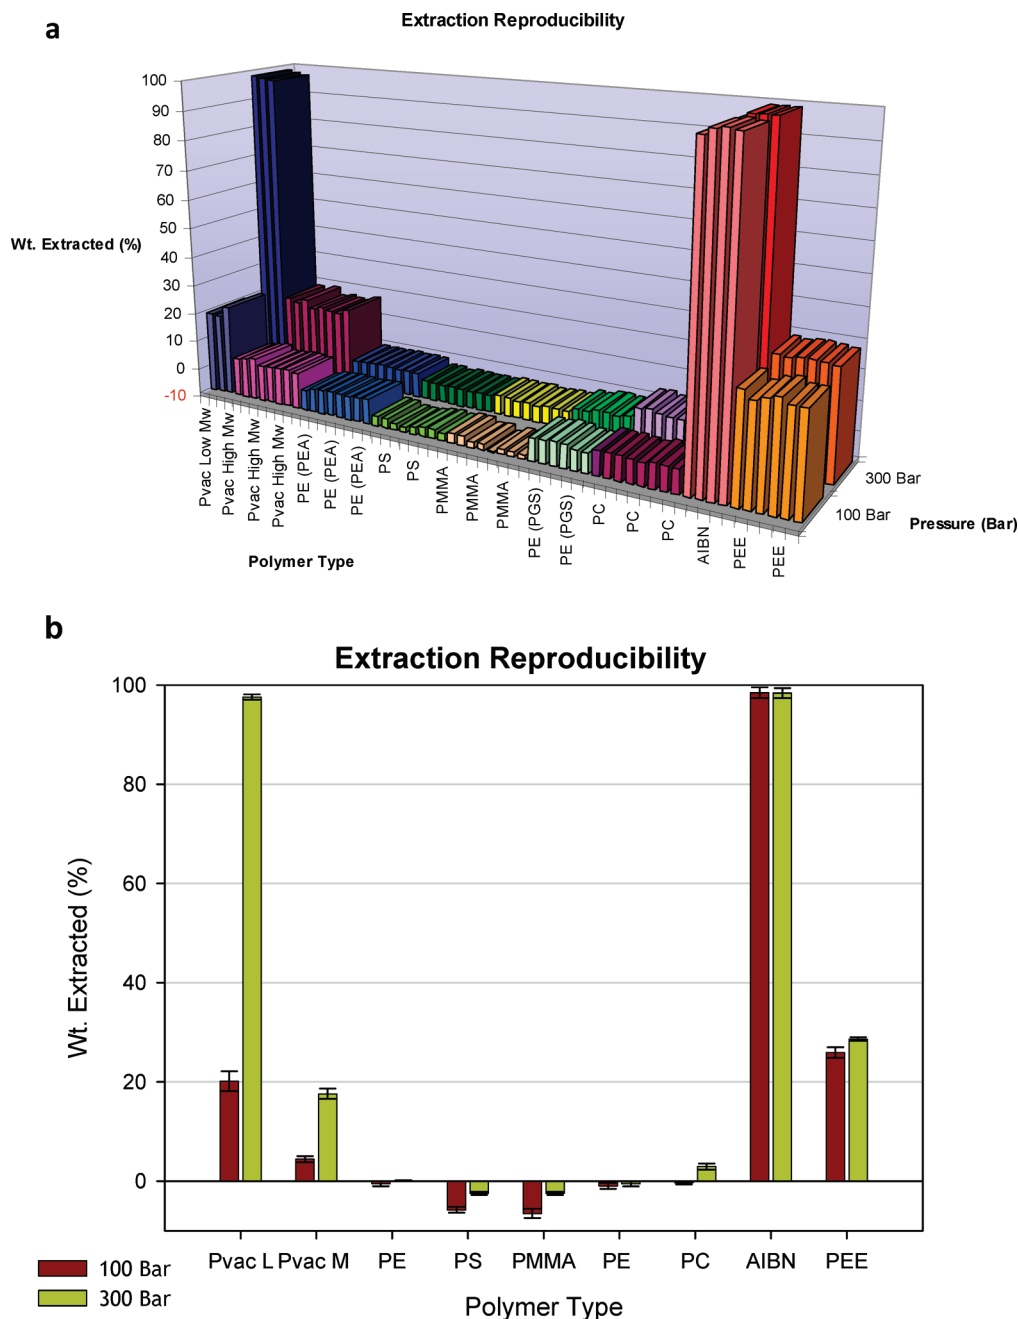 a
Extraction Reproducibility
100
90
80
70
60
50
40
30
20
10
0
-10
Wt. Extracted (%)
Pvac Low Mw
Pvac High Mw
Pvac High Mw
Pvac High Mw
PE (PEA)
PE (PEA)
PE (PEA)
PS
PS
PMMA
PMMA
PMMA
PE (PGS)
PE (PGS)
PC
PC
PC
AIBN
PEE
PEE
300 Bar
100 Bar
Pressure (Bar)
Polymer Type
b
Extraction Reproducibility
100
80
60
40
20
0
Wt. Extracted (%)
Pvac L Pvac M PE PS PMMA PE PC AIBN PEE
100 Bar
300 Bar
Polymer Type